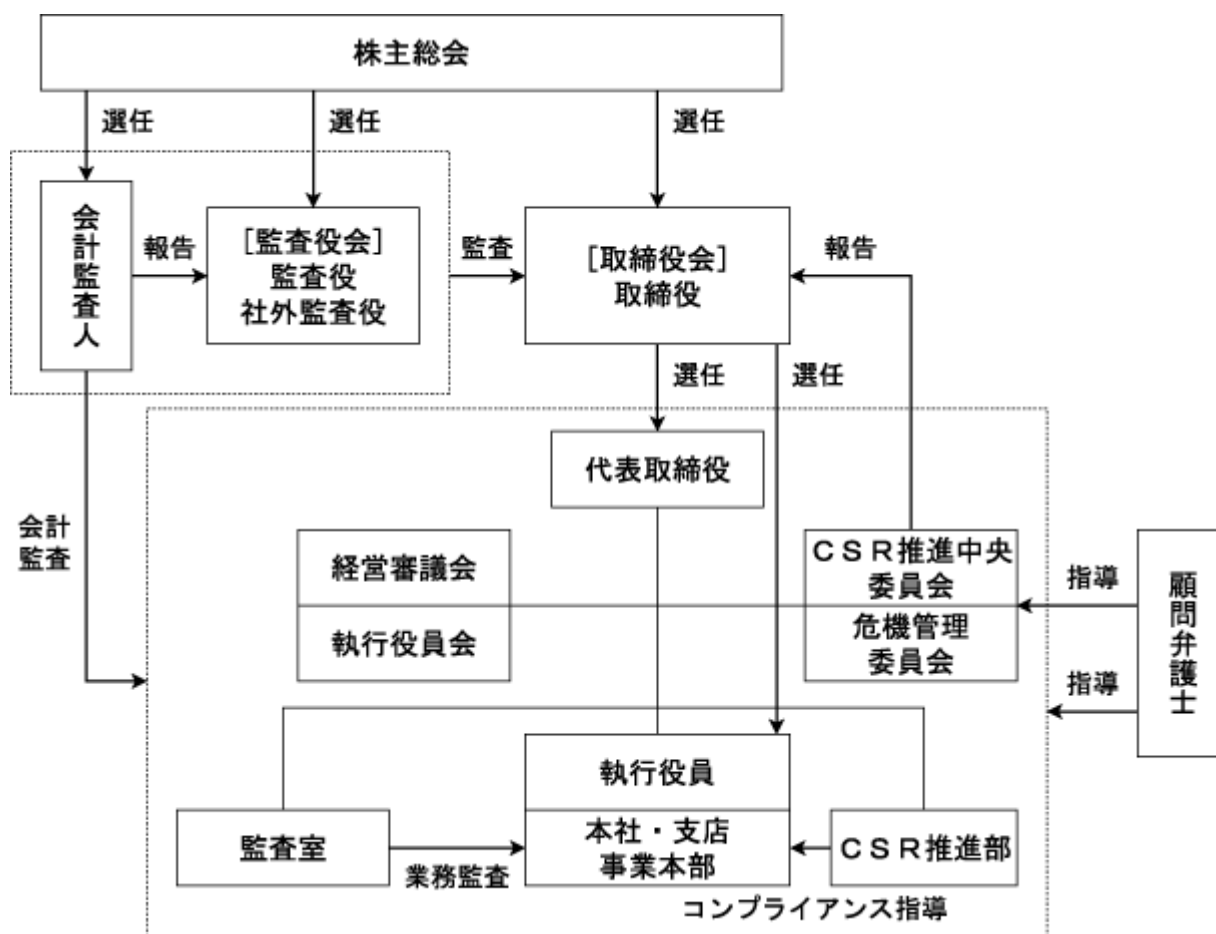 株主総会
選任
選任
選任
会計監査人
報告
［監査役会］
監査役
社外監査役
監査
［取締役会］
取締役
報告
選任
選任
代表取締役
会計
監査
経営審議会
執行役員会
ＣＳＲ推進中央
委員会
危機管理
委員会
指導
指導
顧問弁護士
執行役員
本社・支店
事業本部
監査室
業務監査
ＣＳＲ推進部
コンプライアンス指導